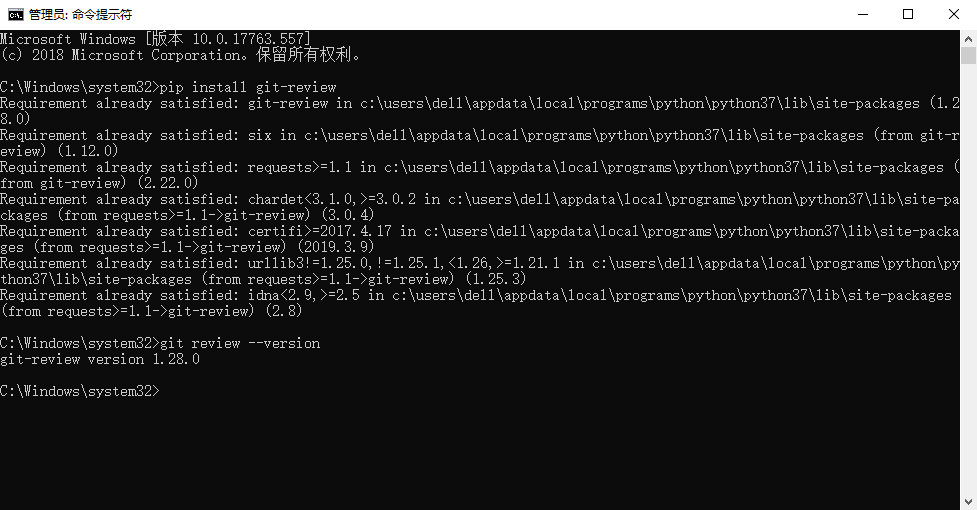 管理员: 命令提示符
Microsoft Windows [版本 10.0.17763.557]
(c) 2018 Microsoft Corporation。保留所有权利。
C:\Windows\system32>pip install git-review
Requirement already satisfied: git-review in c:\users\dell\appdata\local\programs\python\python37\lib\site-packages (1.2
8.0)
Requirement already satisfied: six in c:\users\dell\appdata\local\programs\python\python37\lib\site-packages (from git-r
eview) (1.12.0)
Requirement already satisfied: requests>=1.1 in c:\users\dell\appdata\local\programs\python\python37\lib\site-packages (
from git-review) (2.22.0)
Requirement already satisfied: chardet<3.1.0,>=3.0.2 in c:\users\dell\appdata\local\programs\python\python37\lib\site-pa
ckages (from requests>=1.1->git-review) (3.0.4)
Requirement already satisfied: certifi>=2017.4.17 in c:\users\dell\appdata\local\programs\python\python37\lib\site-packa
ges (from requests>=1.1->git-review) (2019.3.9)
Requirement already satisfied: urllib3!=1.25.0,!=1.25.1,<1.26,>=1.21.1 in c:\users\dell\appdata\local\programs\python\py
thon37\lib\site-packages (from requests>=1.1->git-review) (1.25.3)
Requirement already satisfied: idna<2.9,>=2.5 in c:\users\dell\appdata\local\programs\python\python37\lib\site-packages
(from requests>=1.1->git-review) (2.8)
C:\Windows\system32>git review --version
git-review version 1.28.0
C:\Windows\system32>